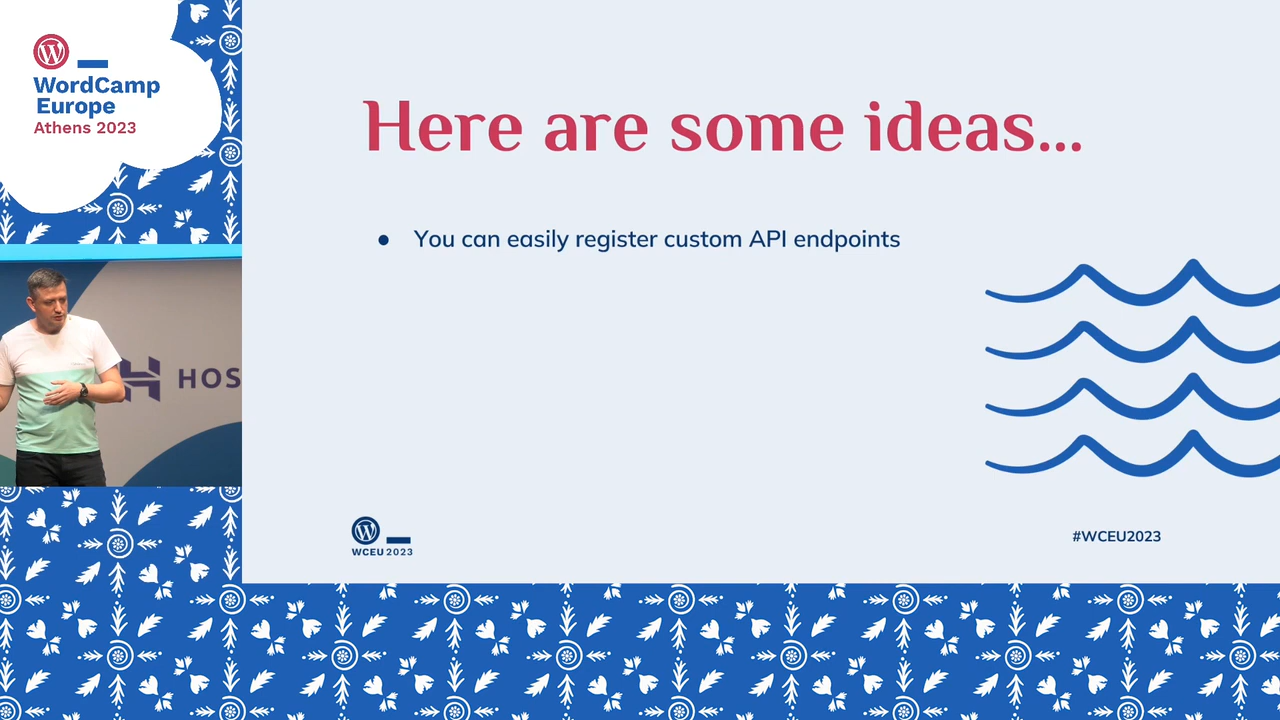 WordCamp
Europe
Athens 2023
Here are some ideas...
• You can easily register custom API endpoints
HOS
WCEU 2023
#WCEU2023